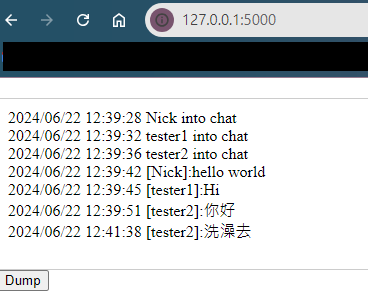 127.0.0.1:5000
2024/06/22 12:39:28 Nick into chat
2024/06/22 12:39:32 tester1 into chat
2024/06/22 12:39:36 tester2 into chat
2024/06/22 12:39:42 [Nick]:hello world
2024/06/22 12:39:45 [tester1]:Hi
2024/06/22 12:39:51 [tester2]:你好
2024/06/22 12:41:38 [tester2]:洗澡去
Dump